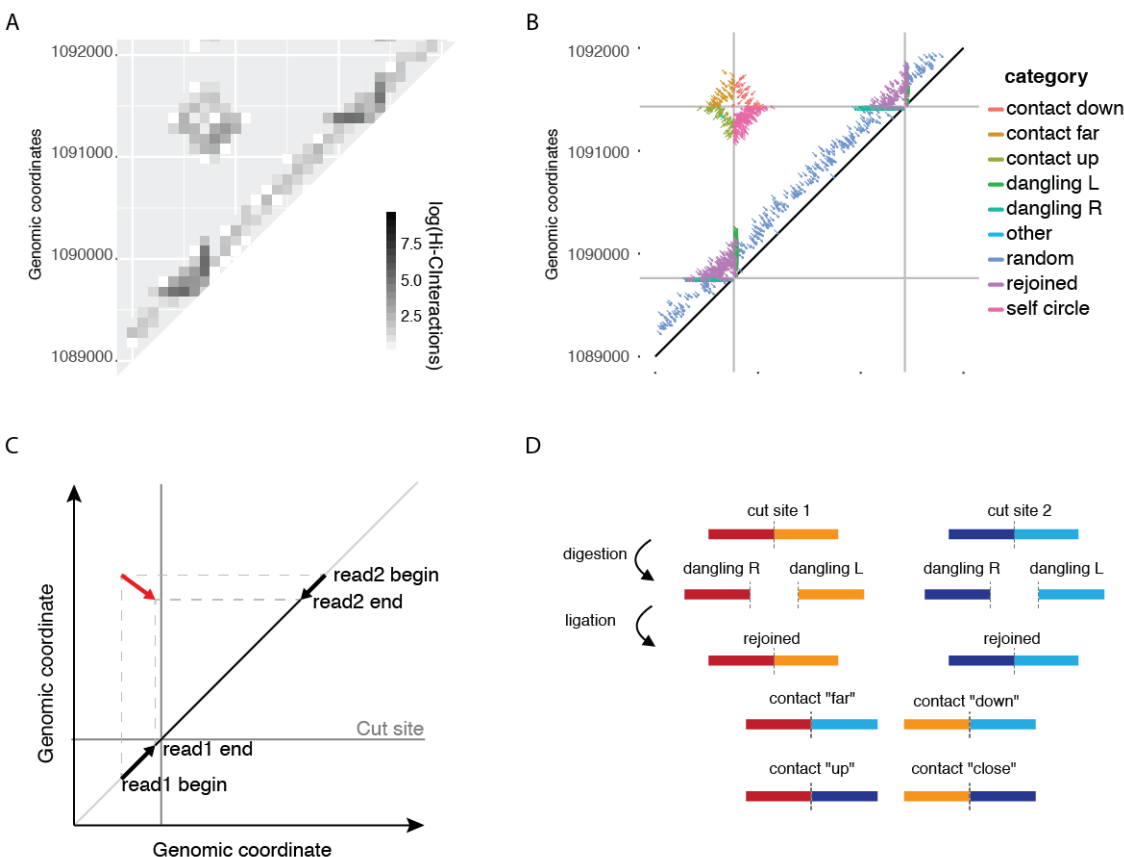 A
1092000
1091000
1090000
1089000
Genomic coordinates
7.5
5.0
2.5
log(Hi-CInteractions)
B
1092000
1091000
1090000
1089000
Genomic coordinates
category
contact down
contact far
contact up
dangling L
dangling R
other
random
rejoined
self circle
C
Genomic coordinate
read2 begin
read2 end
Cut site
read1 end
read1 begin
Genomic coordinate
D
cut site 1 cut site 2
digestion
dangling R dangling L dangling R dangling L
ligation
rejoined rejoined
contact "far" contact "down"
contact "up" contact "close"